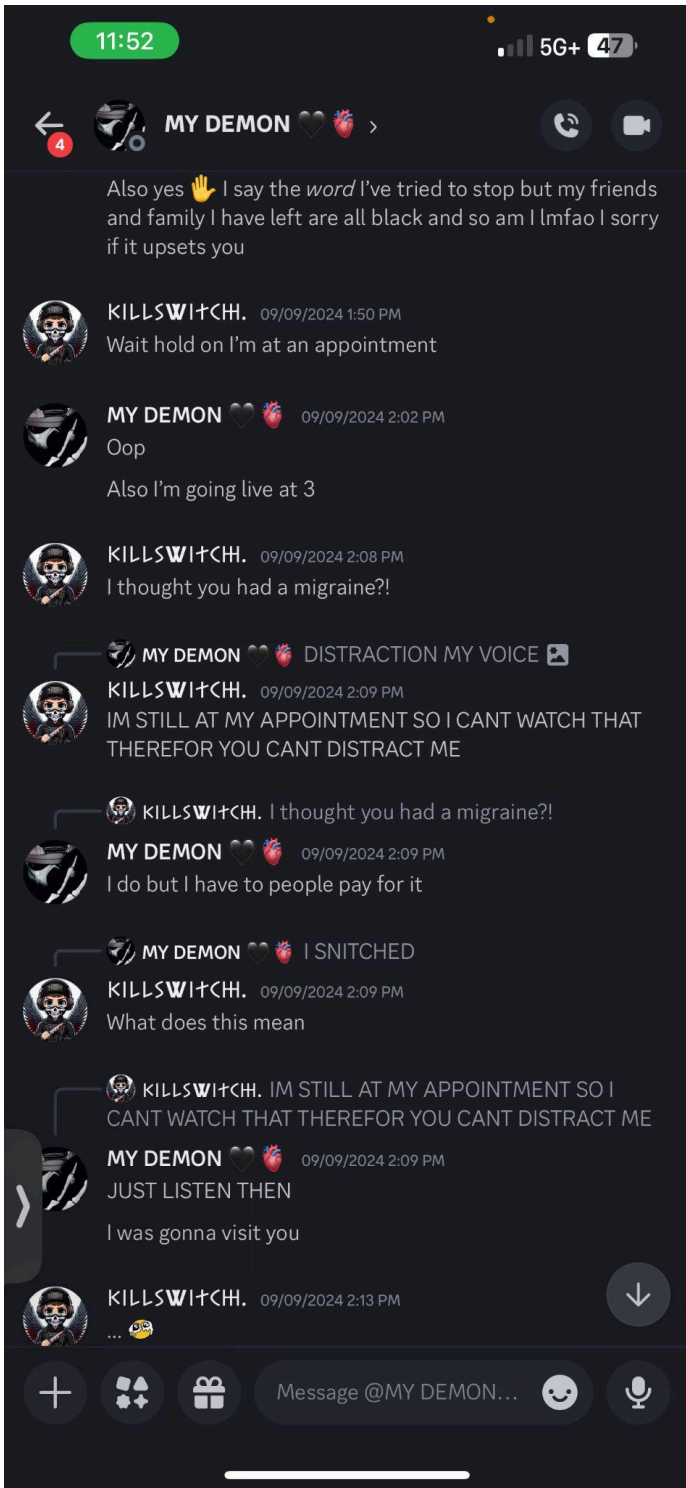 11:52
5G+ 47
4
MY DEMON 🖤 🫀 >
Also yes 🤚 I say the word I've tried to stop but my friends
and family I have left are all black and so am I lmfao I sorry
if it upsets you
KILLSWITCH. 09/09/2024 1:50 PM
Wait hold on I'm at an appointment
MY DEMON 🖤 🫀 09/09/2024 2:02 PM
Oop
Also I'm going live at 3
KILLSWITCH. 09/09/2024 2:08 PM
I thought you had a migraine?!
MY DEMON 🖤 🫀 DISTRACTION MY VOICE
KILLSWITCH. 09/09/2024 2:09 PM
IM STILL AT MY APPOINTMENT SO I CANT WATCH THAT
THEREFOR YOU CANT DISTRACT ME
KILLSWITCH. I thought you had a migraine?!
MY DEMON 🖤 🫀 09/09/2024 2:09 PM
I do but I have to people pay for it
MY DEMON 🖤 🫀 I SNITCHED
KILLSWITCH. 09/09/2024 2:09 PM
What does this mean
KILLSWITCH. IM STILL AT MY APPOINTMENT SO I
CANT WATCH THAT THEREFOR YOU CANT DISTRACT ME
MY DEMON 🖤 🫀 09/09/2024 2:09 PM
JUST LISTEN THEN
I was gonna visit you
KILLSWITCH. 09/09/2024 2:13 PM
...
Message @MY DEMON...